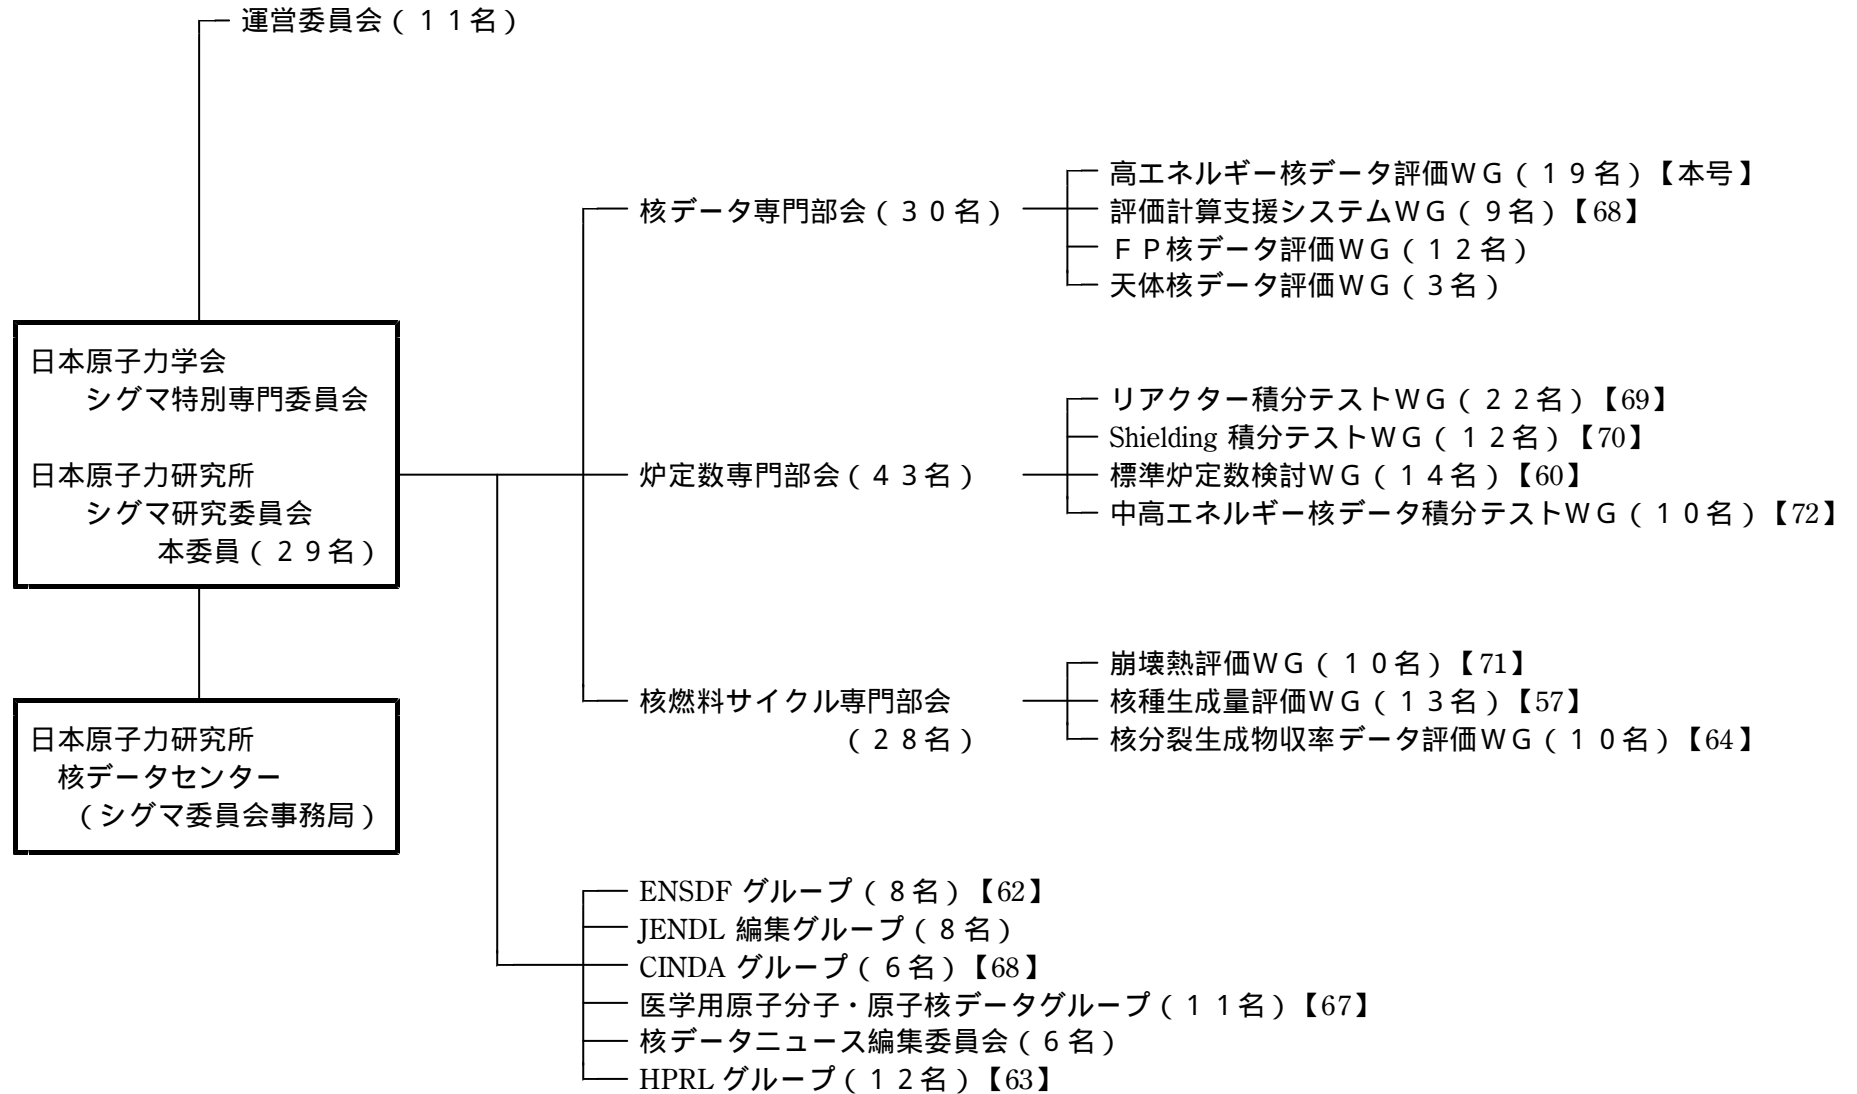 運営委員会(11名)
日本原子力学会
シグマ特別専門委員会
日本原子力研究所
シグマ研究委員会
本委員(29名)
日本原子力研究所
核データセンター
(シグマ委員会事務局)
核データ専門部会(30名)
高エネルギー核データ評価WG(19名)【本号】
評価計算支援システムWG(9名)【68】
FP核データ評価WG(12名)
天体核データ評価WG(3名)
炉定数専門部会(43名)
リアクター積分テストWG(22名)【69】
Shielding 積分テストWG(12名)【70】
標準炉定数検討WG(14名)【60】
中高エネルギー核データ積分テストWG(10名)【72】
核燃料サイクル専門部会
(28名)
崩壊熱評価WG(10名)【71】
核種生成量評価WG(13名)【57】
核分裂生成物収率データ評価WG(10名)【64】
ENSDF グループ(8名)【62】
JENDL 編集グループ(8名)
CINDA グループ(6名)【68】
医学用原子分子・原子核データグループ(11名)【67】
核データニュース編集委員会(6名)
HPRL グループ(12名)【63】